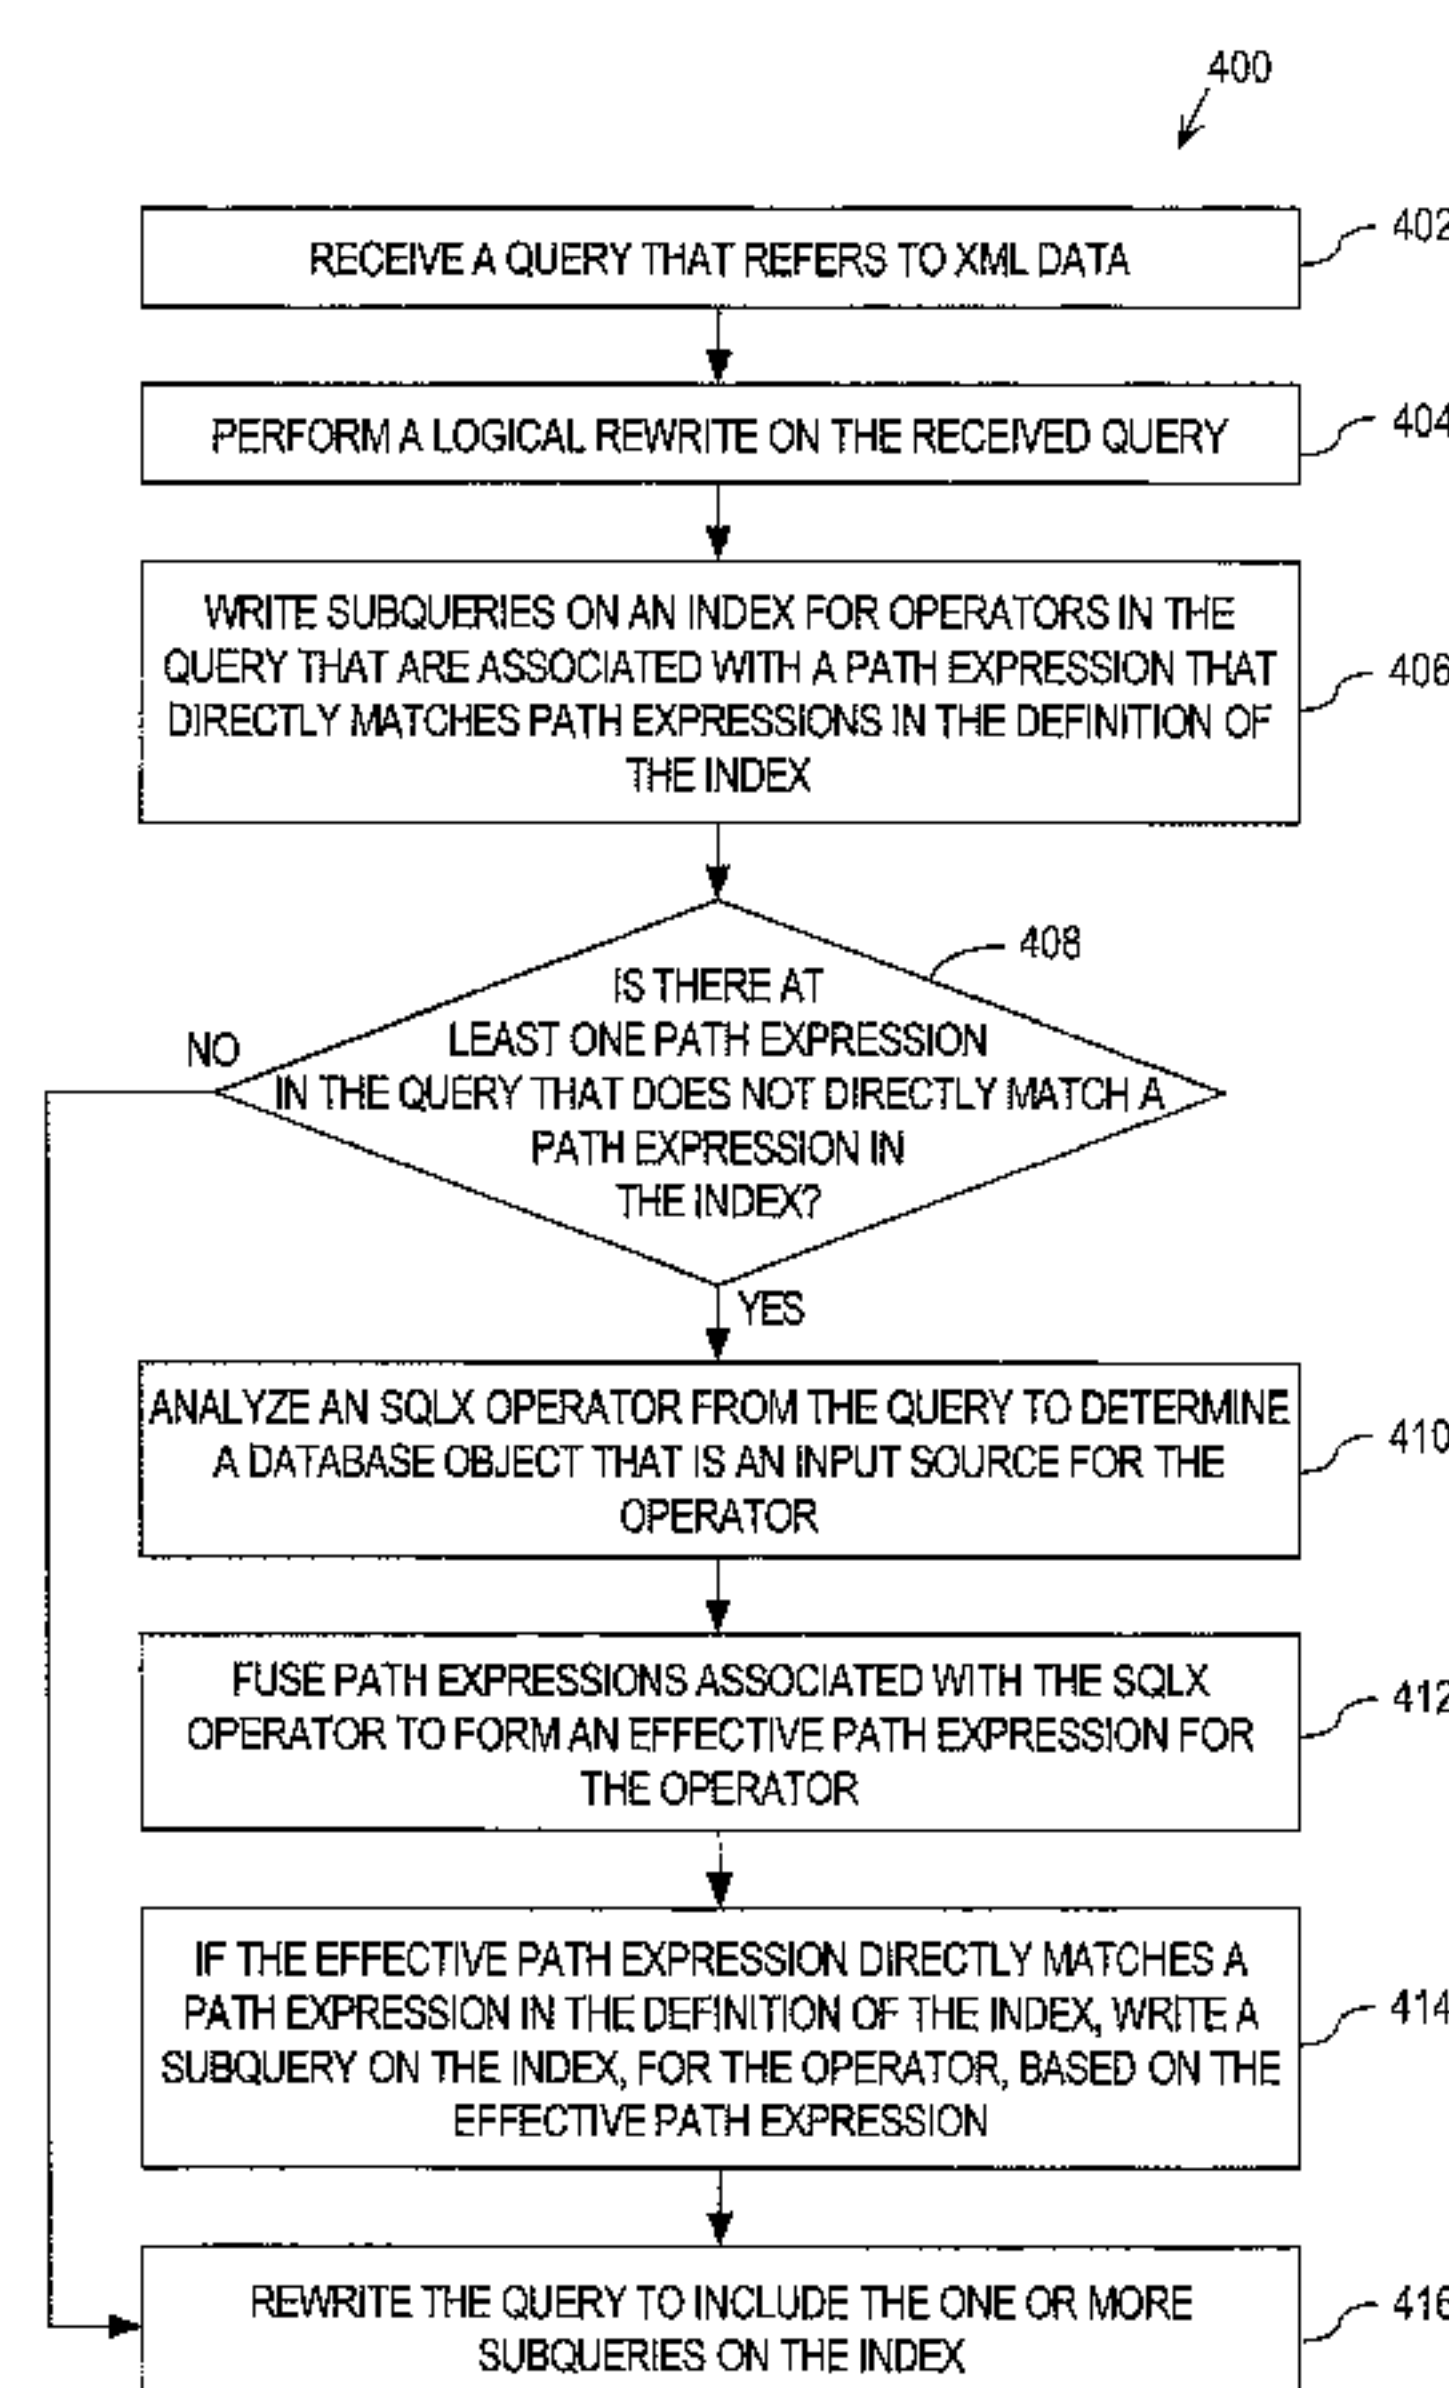 400
RECEIVE A QUERY THAT REFERS TO XML DATA
402
PERFORM A LOGICAL REWRITE ON THE RECEIVED QUERY
404
WRITE SUBQUERIES ON AN INDEX FOR OPERATORS IN THE
QUERY THAT ARE ASSOCIATED WITH A PATH EXPRESSION THAT
DIRECTLY MATCHES PATH EXPRESSIONS IN THE DEFINITION OF
THE INDEX
406
408
IS THERE AT
LEAST ONE PATH EXPRESSION
IN THE QUERY THAT DOES NOT DIRECTLY MATCH A
PATH EXPRESSION IN
THE INDEX?
NO
YES
ANALYZE AN SQLX OPERATOR FROM THE QUERY TO DETERMINE
A DATABASE OBJECT THAT IS AN INPUT SOURCE FOR THE
OPERATOR
410
FUSE PATH EXPRESSIONS ASSOCIATED WITH THE SQLX
OPERATOR TO FORM AN EFFECTIVE PATH EXPRESSION FOR
THE OPERATOR
412
IF THE EFFECTIVE PATH EXPRESSION DIRECTLY MATCHES A
PATH EXPRESSION IN THE DEFINITION OF THE INDEX, WRITE A
SUBQUERY ON THE INDEX, FOR THE OPERATOR, BASED ON THE
EFFECTIVE PATH EXPRESSION
414
REWRITE THE QUERY TO INCLUDE THE ONE OR MORE
SUBQUERIES ON THE INDEX
416